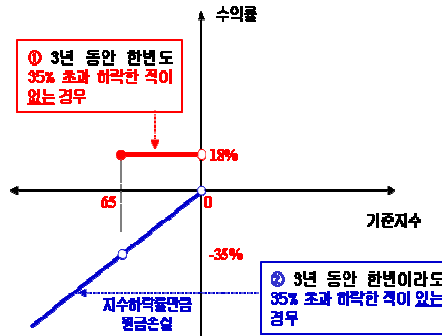 수익률
① 3년 동안 한번도
35% 초과 하락한 적이
없는 경우
18%
65
0
기준지수
-35%
지수하락률만큼
원금손실
② 3년 동안 한번이라도
35% 초과 하락한 적이 있는
경우